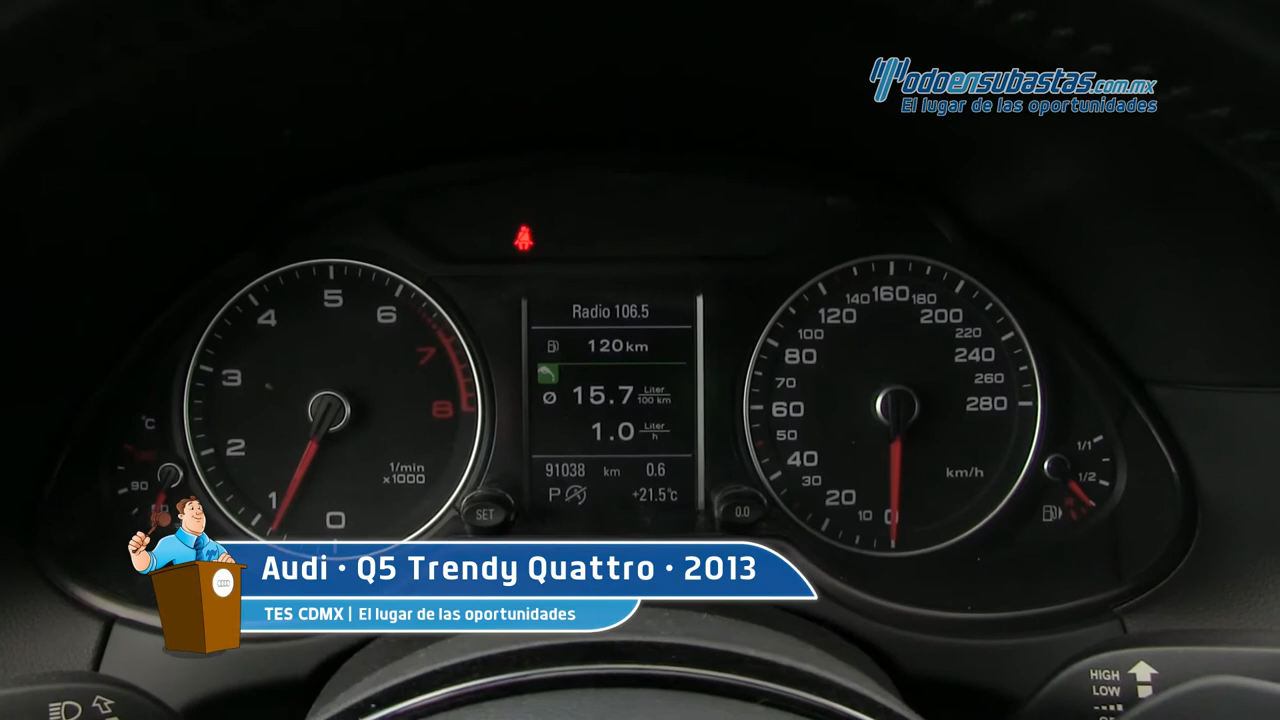 Todoensubastas.com.mx
El lugar de las oportunidades
Radio 106.5
120 km
Ø 15.7 Liter/100 km
1.0 Liter/h
91038 km 0.6
P +21.5°c
0 1 2 3 4 5 6 7 8
1/min
x1000
°C
90
SET
0.0
0 10 20 30 40 50 60 70 80 100 120 140 160 180 200 220 240 260 280
km/h
1/1
1/2
Audi · Q5 Trendy Quattro · 2013
TES CDMX | El lugar de las oportunidades
HIGH
LOW